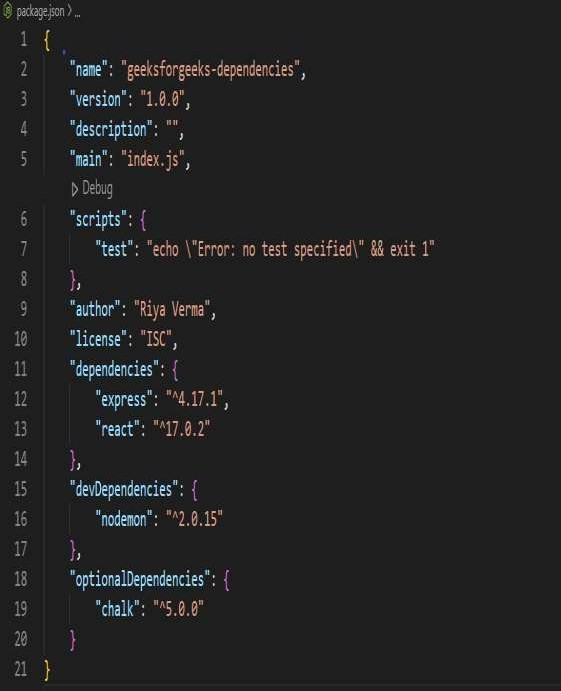 package.json > ...
1 {
2 "name": "geeksforgeeks-dependencies",
3 "version": "1.0.0",
4 "description": "",
5 "main": "index.js",
Debug
6 "scripts": {
7 "test": "echo \"Error: no test specified\" && exit 1"
8 },
9 "author": "Riya Verma",
10 "license": "ISC",
11 "dependencies": {
12 "express": "^4.17.1",
13 "react": "^17.0.2"
14 },
15 "devDependencies": {
16 "nodemon": "^2.0.15"
17 },
18 "optionalDependencies": {
19 "chalk": "^5.0.0"
20 }
21 }